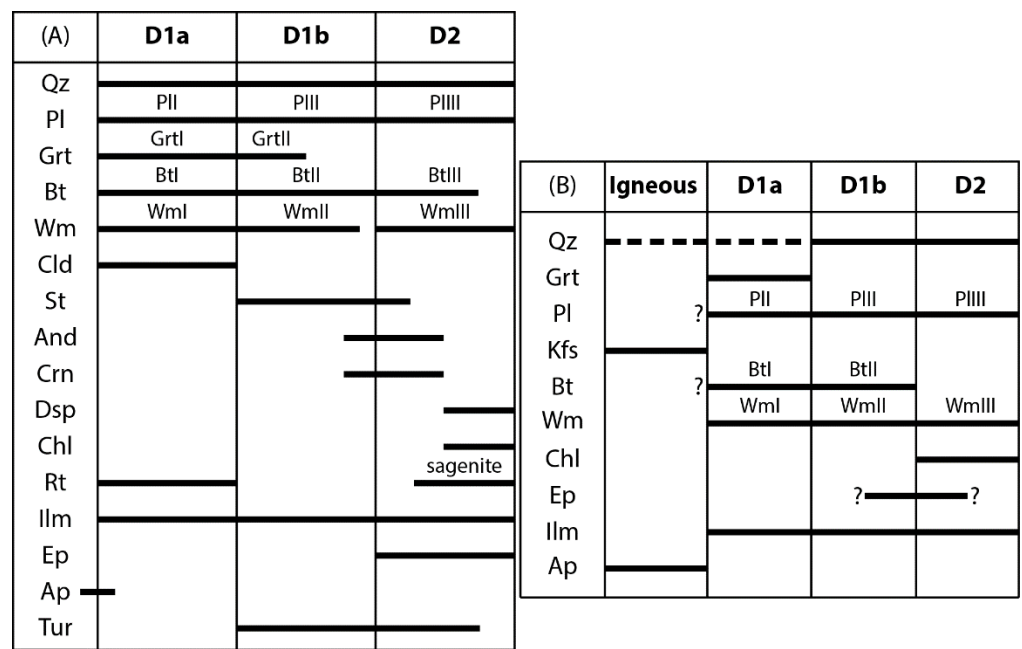 (A) D1a D1b D2
Qz
PlI PlII PlIII
Pl
GrtI GrtII
Grt
BtI BtII BtIII
Bt
WmI WmII WmIII
Wm
Cld
St
And
Crn
Dsp
Chl
sagenite
Rt
Ilm
Ep
Ap
Tur
(B) Igneous D1a D1b D2
Qz
Grt
PlI PlII PlIII
Pl ?
Kfs
BtI BtII
Bt ?
WmI WmII WmIII
Wm
Chl
Ep ? ?
Ilm
Ap